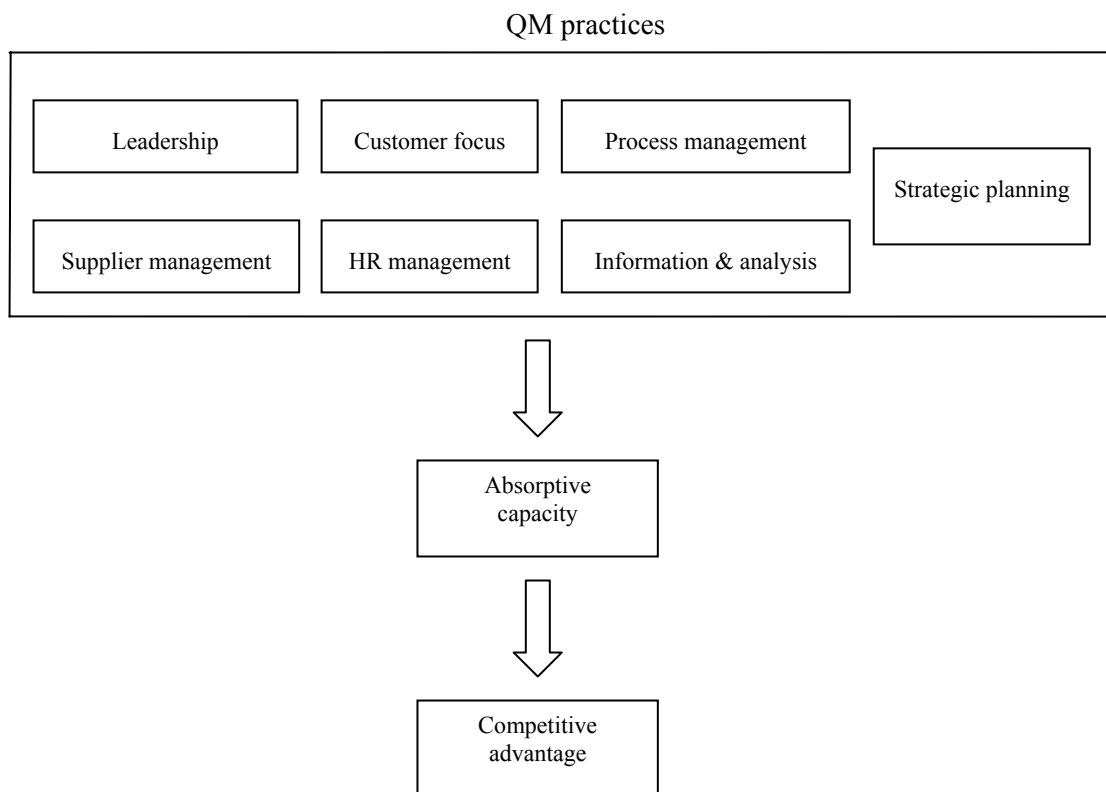 QM practices
Leadership
Customer focus
Process management
Strategic planning
Supplier management
HR management
Information & analysis
Absorptive
capacity
Competitive
advantage